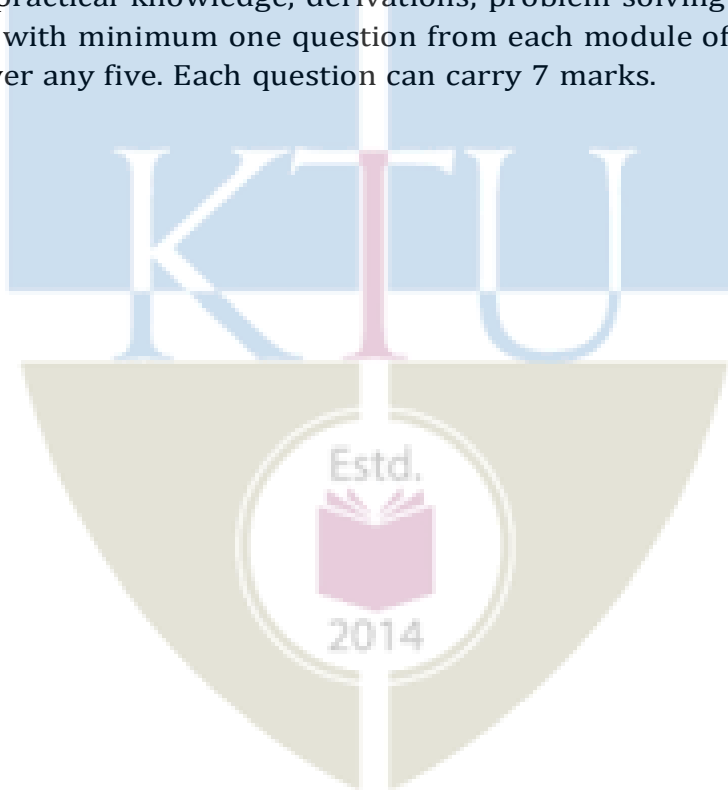 practical knowledge, derivations, problem solving
with minimum one question from each module of
any five. Each question can carry 7 marks.
KTU
Estd.
2014